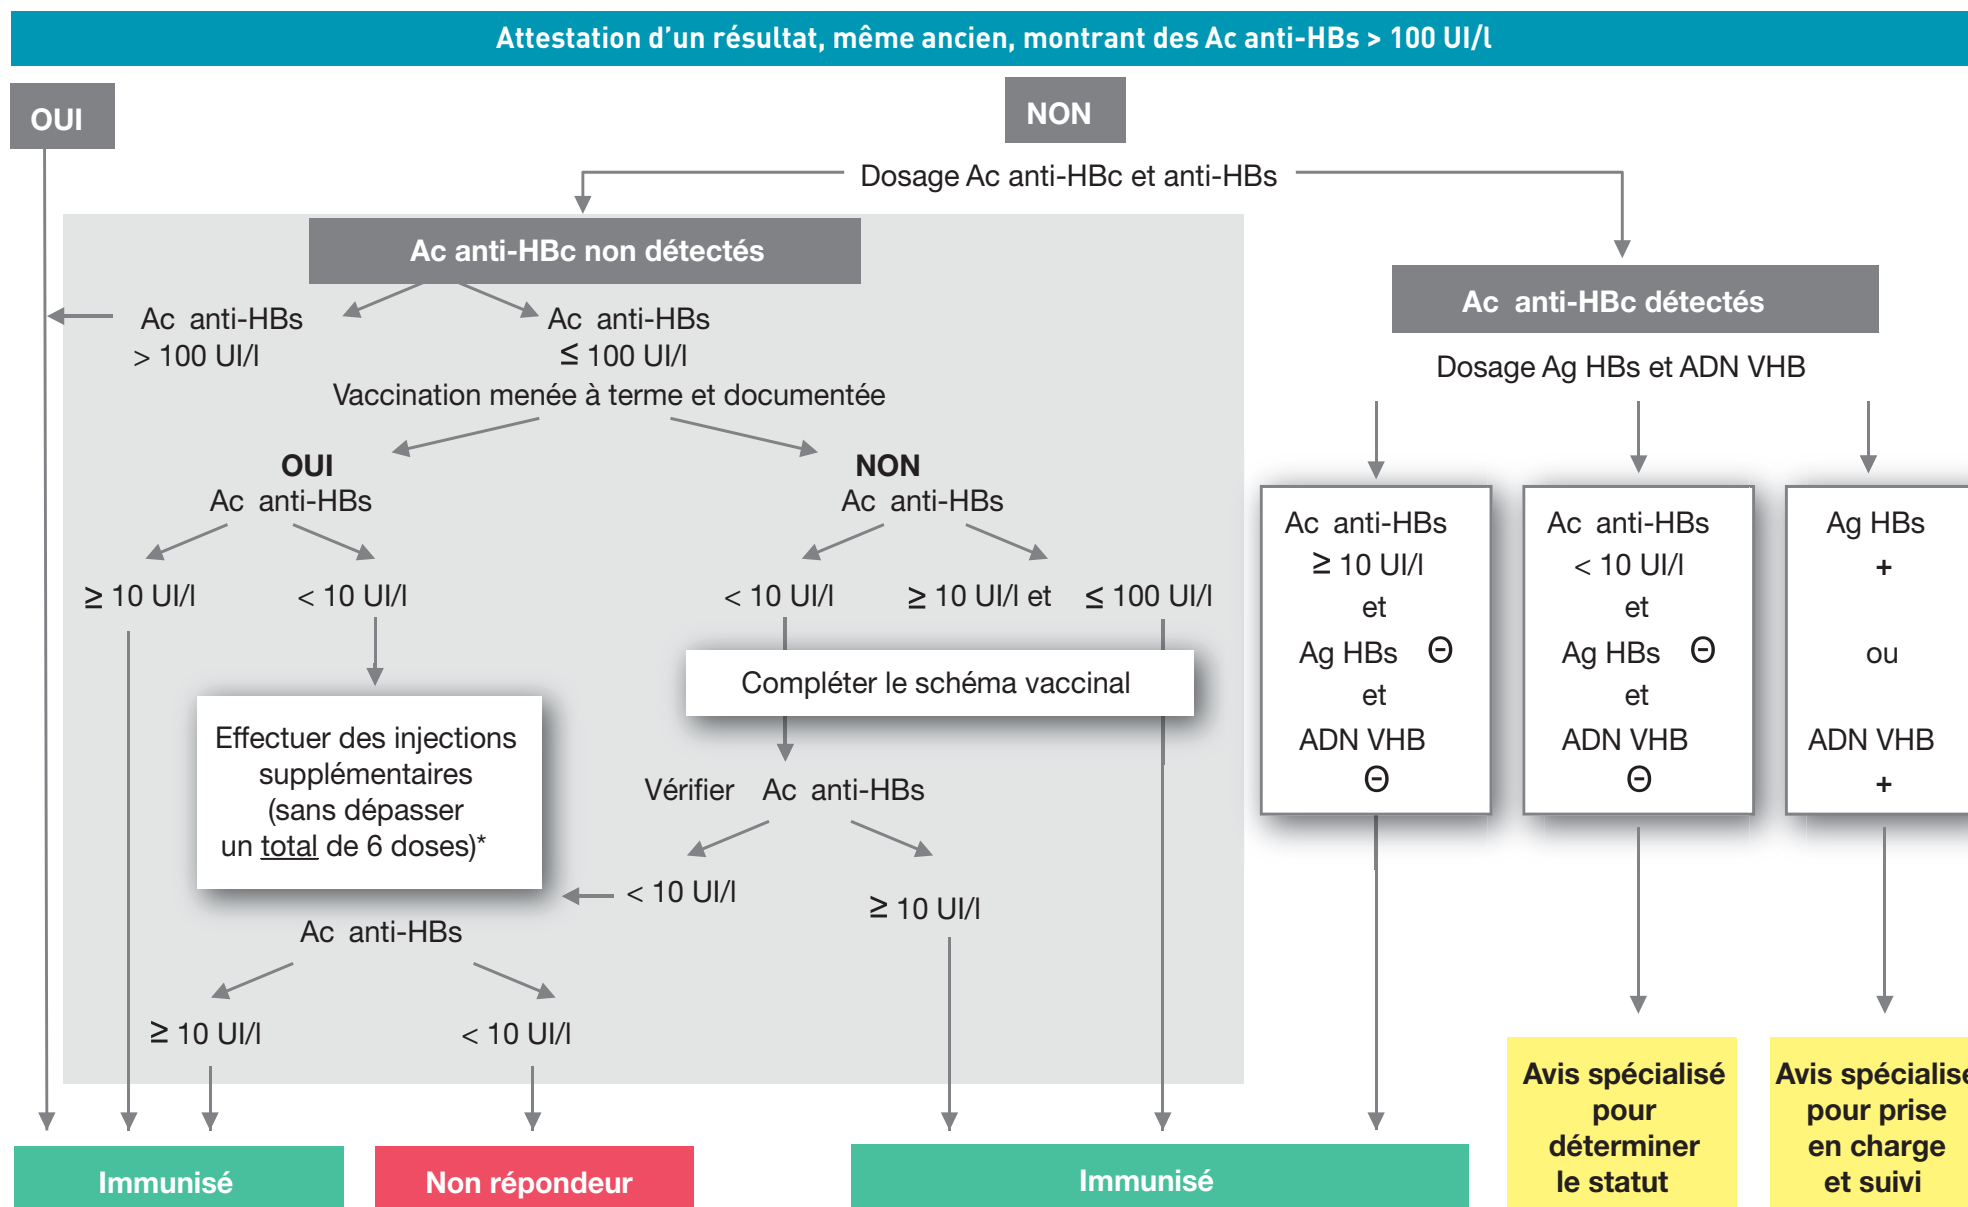 Attestation d’un résultat, même ancien, montrant des Ac anti-HBs > 100 UI/l
OUI
NON
Dosage Ac anti-HBc et anti-HBs
Ac anti-HBc non détectés
Ac anti-HBs
> 100 UI/l
Ac anti-HBs
≤ 100 UI/l
Vaccination menée à terme et documentée
OUI
Ac anti-HBs
NON
Ac anti-HBs
≥ 10 UI/l
< 10 UI/l
< 10 UI/l
≥ 10 UI/l et
≤ 100 UI/l
Compléter le schéma vaccinal
Effectuer des injections
supplémentaires
(sans dépasser
un total de 6 doses)*
Vérifier Ac anti-HBs
< 10 UI/l
≥ 10 UI/l
Ac anti-HBs
≥ 10 UI/l
< 10 UI/l
Ac anti-HBc détectés
Dosage Ag HBs et ADN VHB
Ac anti-HBs
≥ 10 UI/l
et
Ag HBs ⊖
et
ADN VHB
⊖
Ac anti-HBs
< 10 UI/l
et
Ag HBs ⊖
et
ADN VHB
⊖
Ag HBs
+
ou
ADN VHB
+
Immunisé
Non répondeur
Immunisé
Avis spécialisé
pour
déterminer
le statut
Avis spécialisé
pour prise
en charge
et suivi